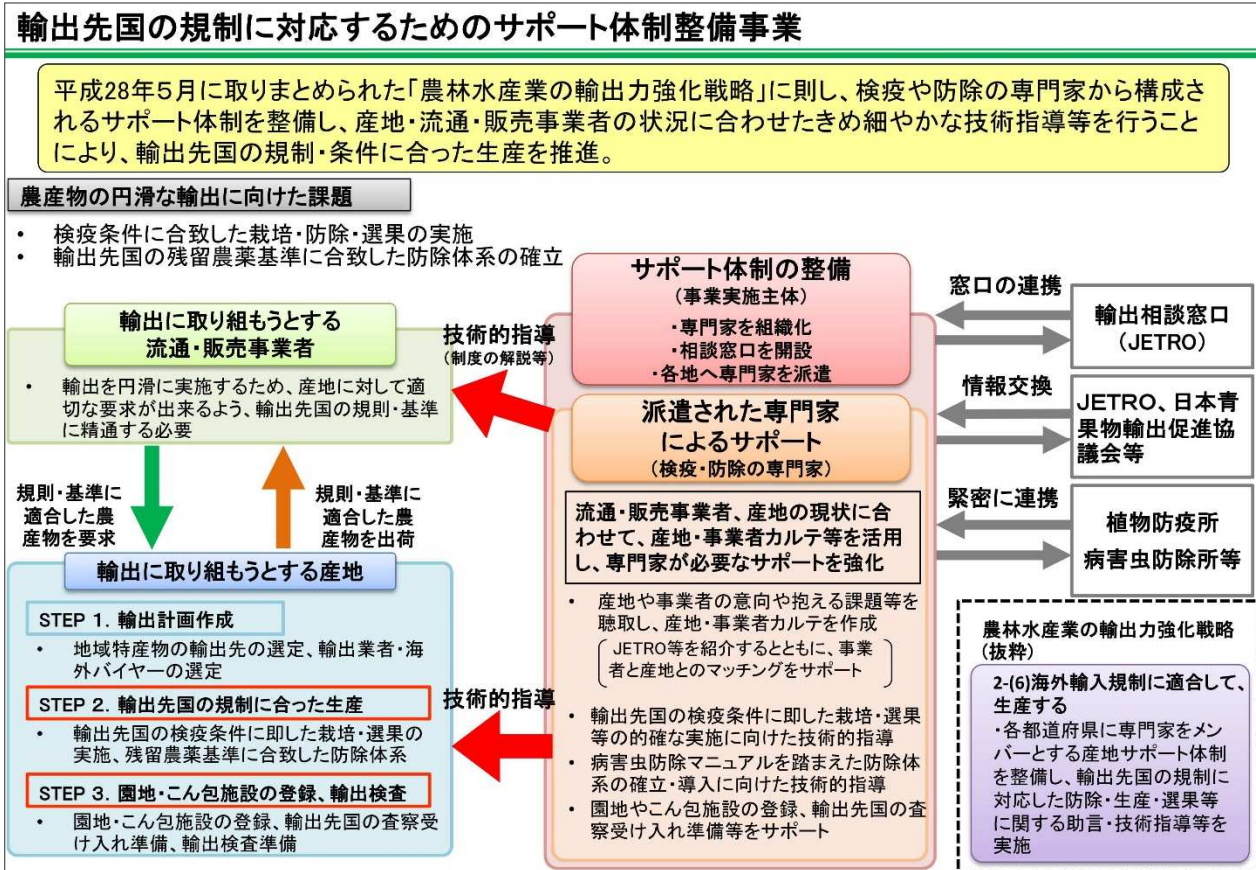 輸出先国の規制に対応するためのサポート体制整備事業
平成28年5月に取りまとめられた「農林水産業の輸出力強化戦略」に則し、検疫や防除の専門家から構成さ
れるサポート体制を整備し、産地・流通・販売事業者の状況に合わせたきめ細やかな技術指導等を行うこと
により、輸出先国の規制・条件に合った生産を推進。
農産物の円滑な輸出に向けた課題
• 検疫条件に合致した栽培・防除・選果の実施
• 輸出先国の残留農薬基準に合致した防除体系の確立
輸出に取り組もうとする
流通・販売事業者
• 輸出を円滑に実施するため、産地に対して適
切な要求が出来るよう、輸出先国の規則・基準
に精通する必要
技術的指導
(制度の解説等)
規則・基準に
適合した農
産物を要求
規則・基準に
適合した農
産物を出荷
輸出に取り組もうとする産地
STEP 1. 輸出計画作成
• 地域特産物の輸出先の選定、輸出業者・海
外バイヤーの選定
STEP 2. 輸出先国の規制に合った生産
• 輸出先国の検疫条件に即した栽培・選果の
実施、残留農薬基準に合致した防除体系
STEP 3. 園地・こん包施設の登録、輸出検査
• 園地・こん包施設の登録、輸出先国の査察受
け入れ準備、輸出検査準備
技術的指導
サポート体制の整備
(事業実施主体)
・専門家を組織化
・相談窓口を開設
・各地へ専門家を派遣
派遣された専門家
によるサポート
(検疫・防除の専門家)
流通・販売事業者、産地の現状に合
わせて、産地・事業者カルテ等を活用
し、専門家が必要なサポートを強化
• 産地や事業者の意向や抱える課題等を
聴取し、産地・事業者カルテを作成
JETRO等を紹介するとともに、事業
者と産地とのマッチングをサポート
• 輸出先国の検疫条件に即した栽培・選果
等の的確な実施に向けた技術的指導
• 病害虫防除マニュアルを踏まえた防除体
系の確立・導入に向けた技術的指導
• 園地やこん包施設の登録、輸出先国の査
察受け入れ準備等をサポート
窓口の連携
輸出相談窓口
(JETRO)
情報交換
JETRO、日本青
果物輸出促進協
議会等
緊密に連携
植物防疫所
病害虫防除所等
農林水産業の輸出力強化戦略
(抜粋)
2-(6)海外輸入規制に適合して、
生産する
・各都道府県に専門家をメン
バーとする産地サポート体制
を整備し、輸出先国の規制に
対応した防除・生産・選果等
に関する助言・技術指導等を
実施